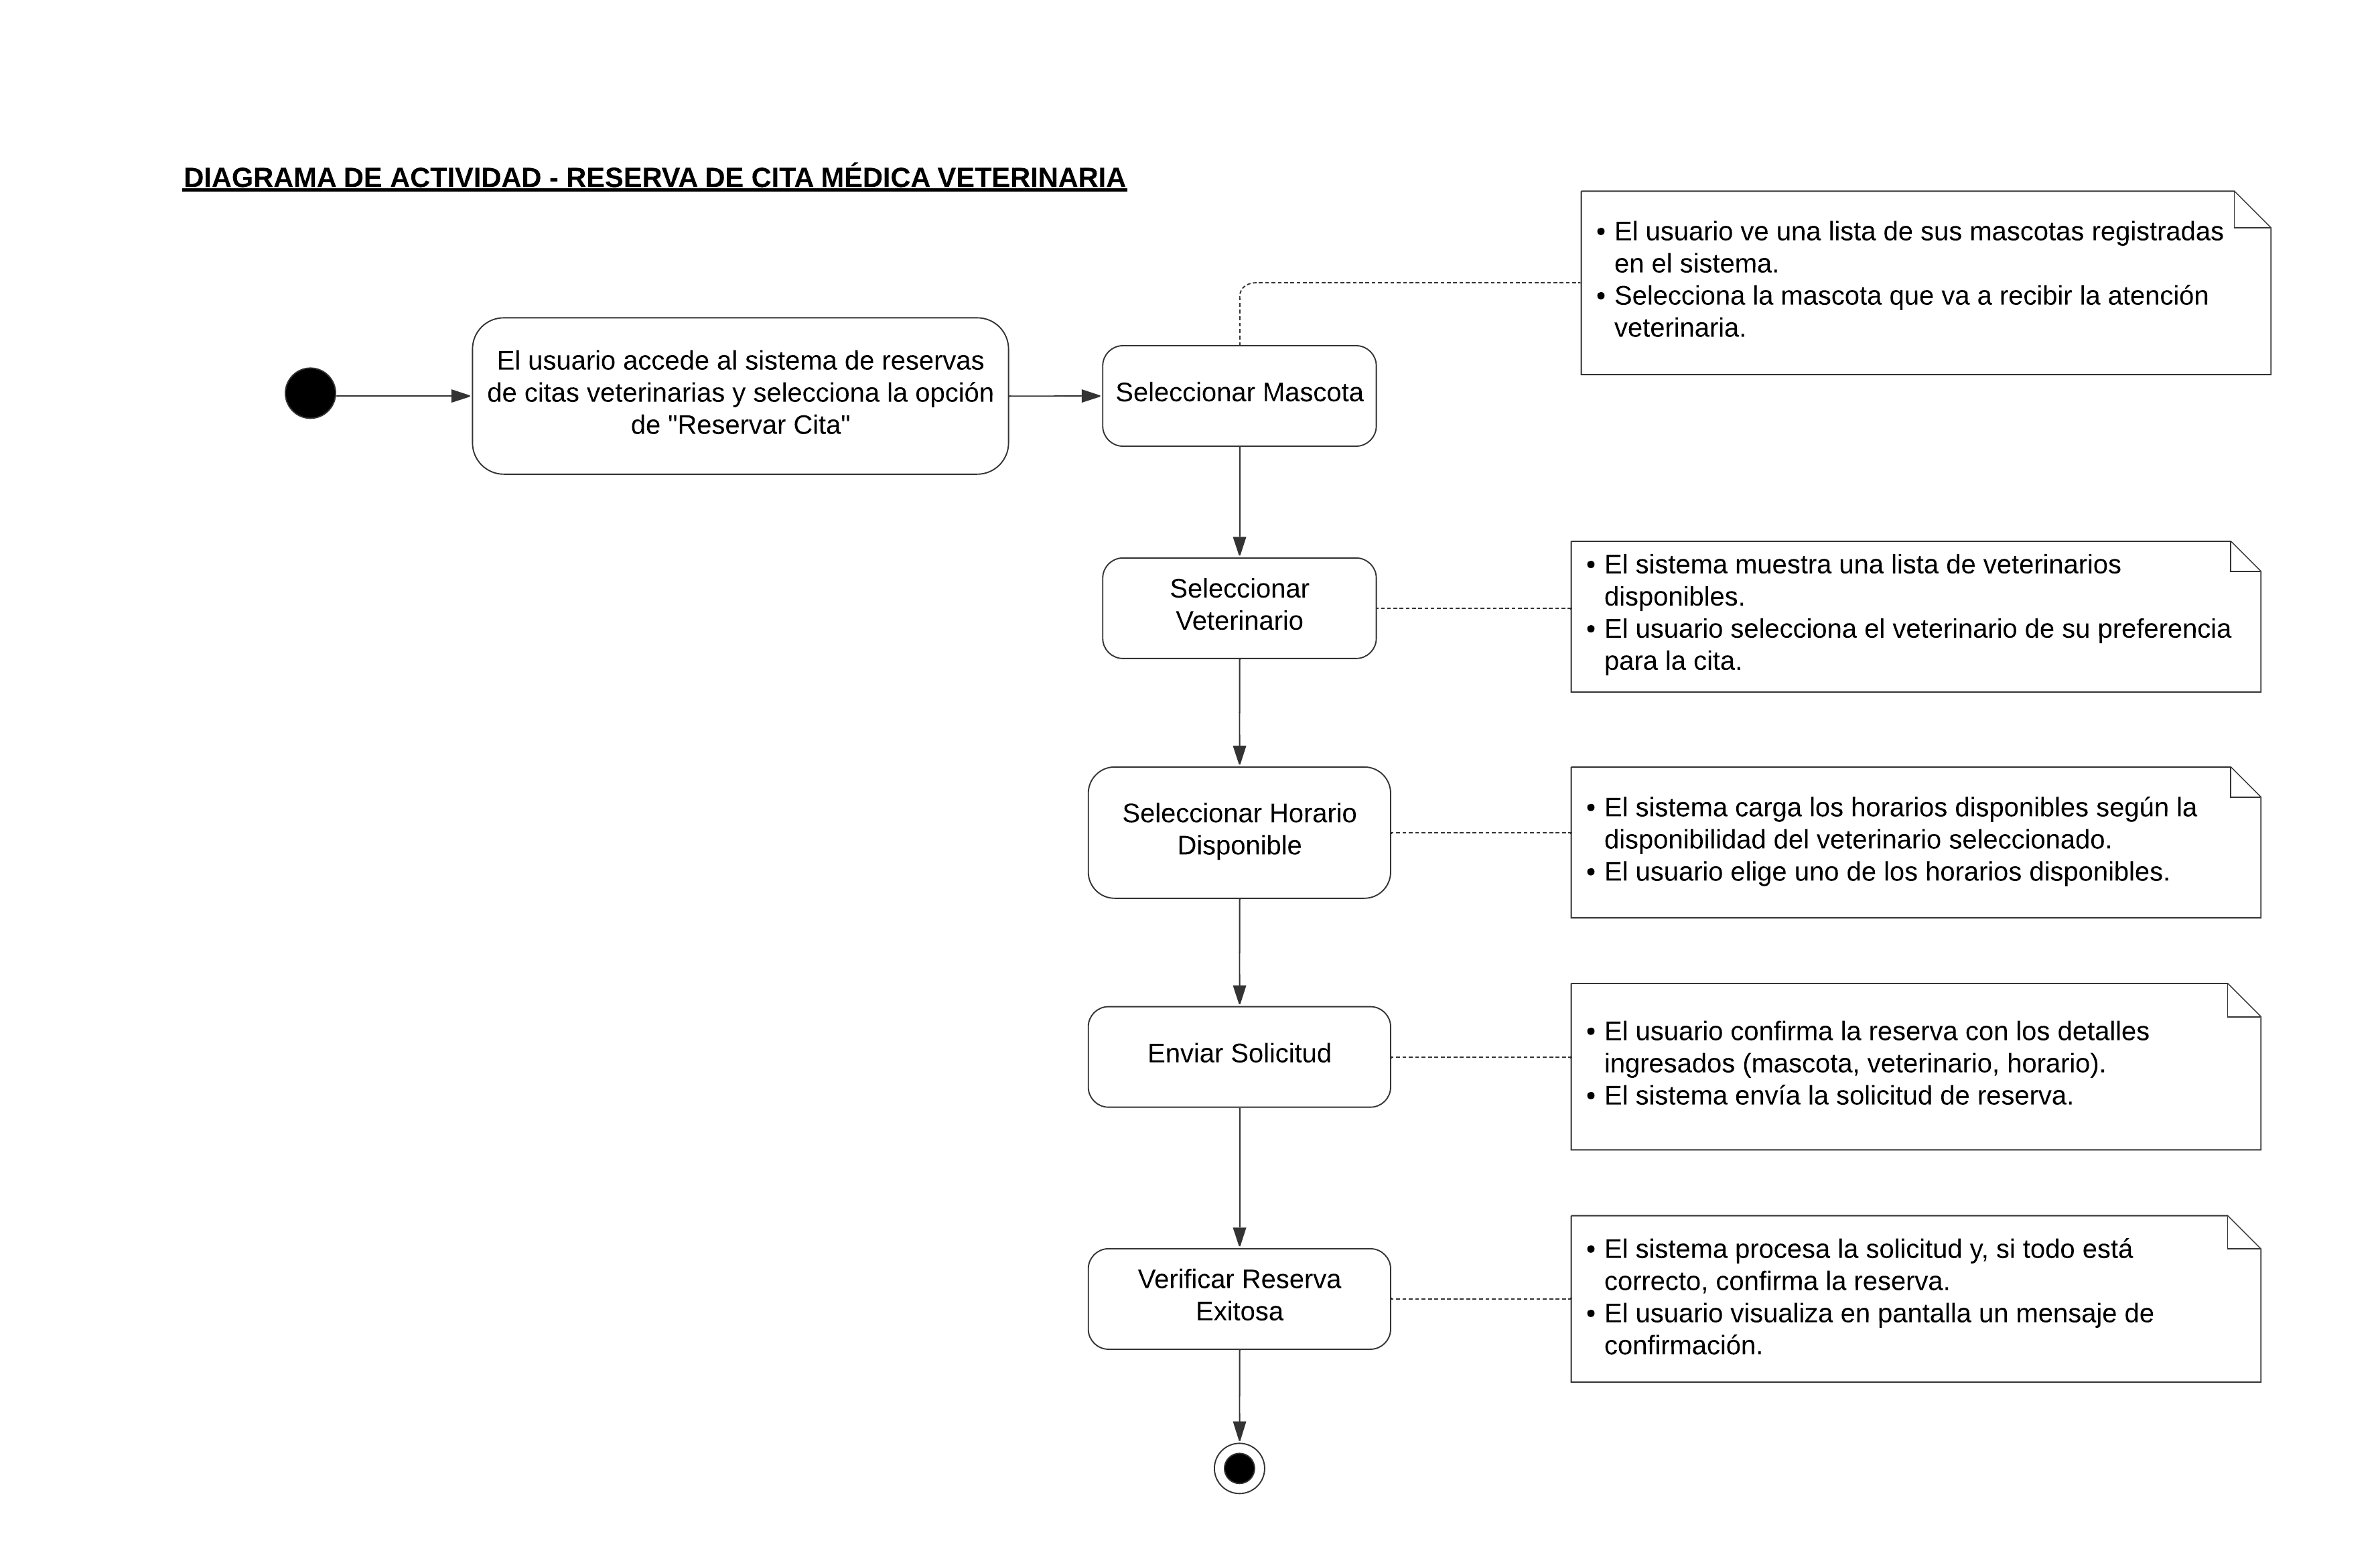 DIAGRAMA DE ACTIVIDAD - RESERVA DE CITA MÉDICA VETERINARIA
El usuario accede al sistema de reservas
de citas veterinarias y selecciona la opción
de "Reservar Cita"
Seleccionar Mascota
• El usuario ve una lista de sus mascotas registradas
en el sistema.
• Selecciona la mascota que va a recibir la atención
veterinaria.
Seleccionar
Veterinario
• El sistema muestra una lista de veterinarios
disponibles.
• El usuario selecciona el veterinario de su preferencia
para la cita.
Seleccionar Horario
Disponible
• El sistema carga los horarios disponibles según la
disponibilidad del veterinario seleccionado.
• El usuario elige uno de los horarios disponibles.
Enviar Solicitud
• El usuario confirma la reserva con los detalles
ingresados (mascota, veterinario, horario).
• El sistema envía la solicitud de reserva.
Verificar Reserva
Exitosa
• El sistema procesa la solicitud y, si todo está
correcto, confirma la reserva.
• El usuario visualiza en pantalla un mensaje de
confirmación.